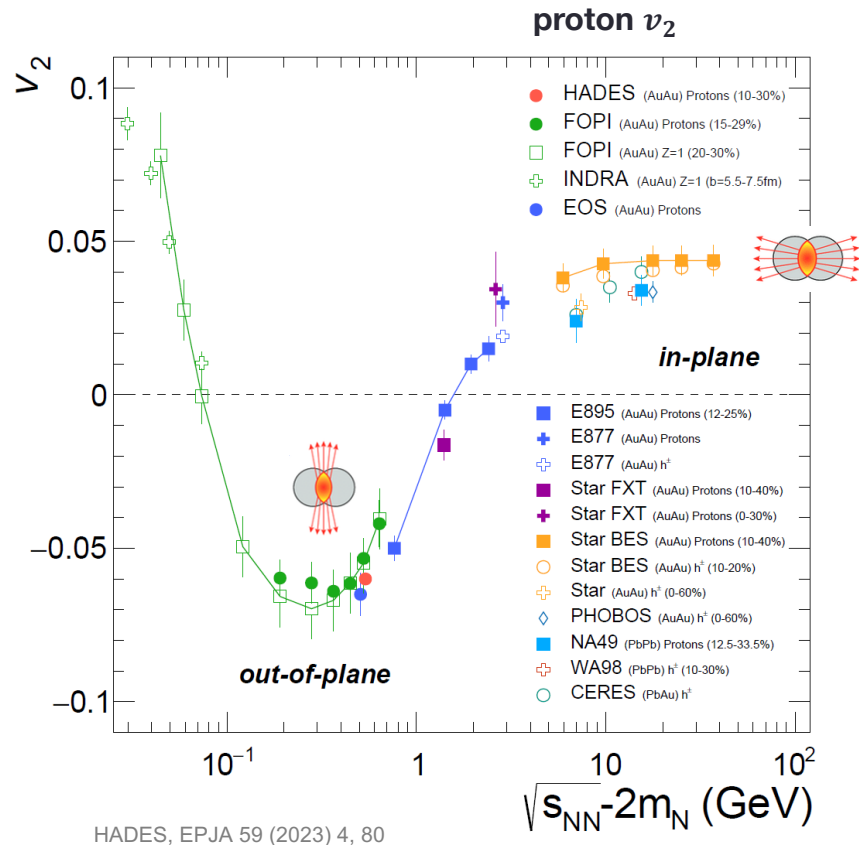 proton v₂
v₂
0.1
0.05
0
−0.05
−0.1
HADES (AuAu) Protons (10-30%)
FOPI (AuAu) Protons (15-29%)
FOPI (AuAu) Z=1 (20-30%)
INDRA (AuAu) Z=1 (b=5.5-7.5fm)
EOS (AuAu) Protons
in-plane
E895 (AuAu) Protons (12-25%)
E877 (AuAu) Protons
E877 (AuAu) h±
Star FXT (AuAu) Protons (10-40%)
Star FXT (AuAu) Protons (0-30%)
Star BES (AuAu) Protons (10-40%)
Star BES (AuAu) h± (10-20%)
Star (AuAu) h± (0-60%)
PHOBOS (AuAu) h± (0-60%)
NA49 (PbPb) Protons (12.5-33.5%)
WA98 (PbPb) h± (10-30%)
CERES (PbAu) h±
out-of-plane
10⁻¹ 1 10 10²
√s_NN-2m_N (GeV)
HADES, EPJA 59 (2023) 4, 80